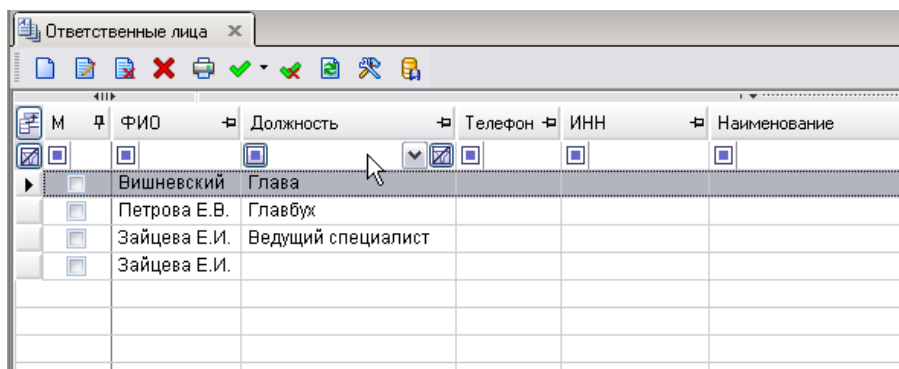 Ответственные лица
М ФИО Должность Телефон ИНН Наименование
Вишневский Глава
Петрова Е.В. Главбух
Зайцева Е.И. Ведущий специалист
Зайцева Е.И.